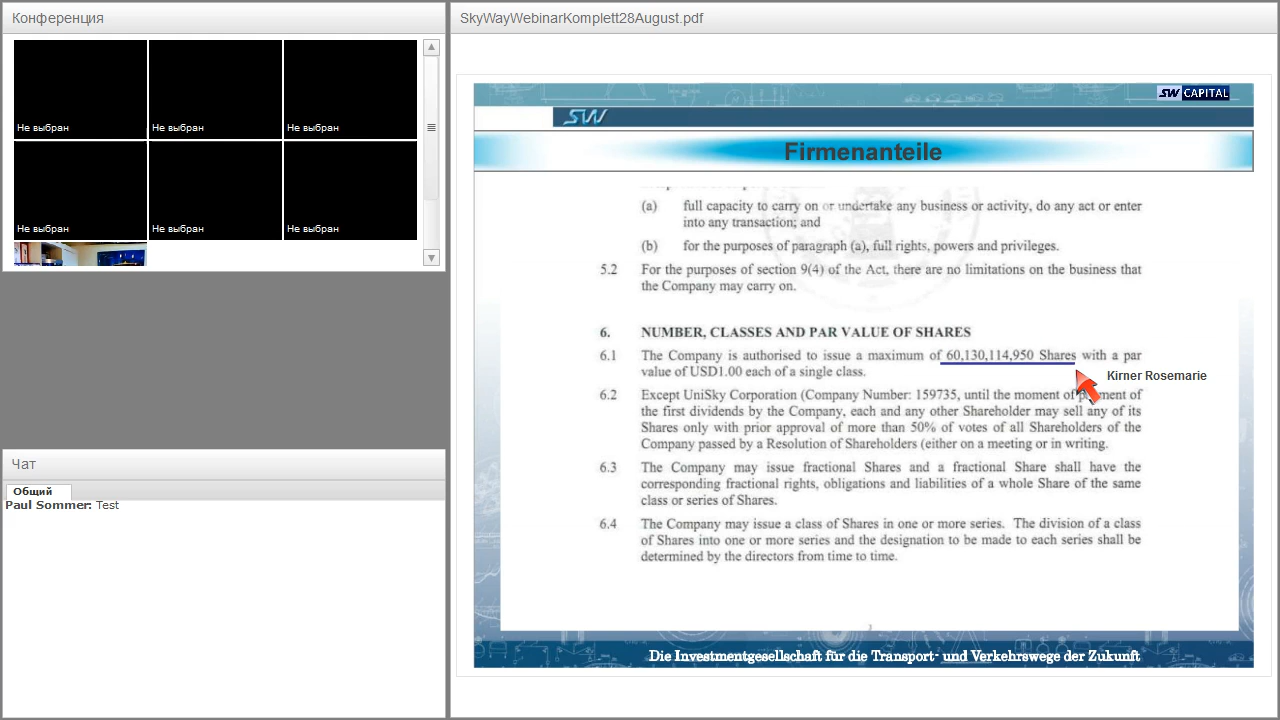 Конференция
Не выбран
Не выбран
Не выбран
Не выбран
Не выбран
Не выбран
Чат
Общий
Paul Sommer: Test
SkyWayWebinarKomplett28August.pdf
SW CAPITAL
SW
Firmenanteile
(a) full capacity to carry on or undertake any business or activity, do any act or enter
into any transaction; and
(b) for the purposes of paragraph (a), full rights, powers and privileges.
5.2 For the purposes of section 9(4) of the Act, there are no limitations on the business that
the Company may carry on.
6. NUMBER, CLASSES AND PAR VALUE OF SHARES
6.1 The Company is authorised to issue a maximum of 60,130,114,950 Shares with a par
value of USD1.00 each of a single class.
Kirner Rosemarie
6.2 Except UniSky Corporation (Company Number: 159735, until the moment of payment of
the first dividends by the Company, each and any other Shareholder may sell any of its
Shares only with prior approval of more than 50% of votes of all Shareholders of the
Company passed by a Resolution of Shareholders (either on a meeting or in writing.
6.3 The Company may issue fractional Shares and a fractional Share shall have the
corresponding fractional rights, obligations and liabilities of a whole Share of the same
class or series of Shares.
6.4 The Company may issue a class of Shares in one or more series. The division of a class
of Shares into one or more series and the designation to be made to each series shall be
determined by the directors from time to time.
Die Investmentgesellschaft für die Transport- und Verkehrswege der Zukunft